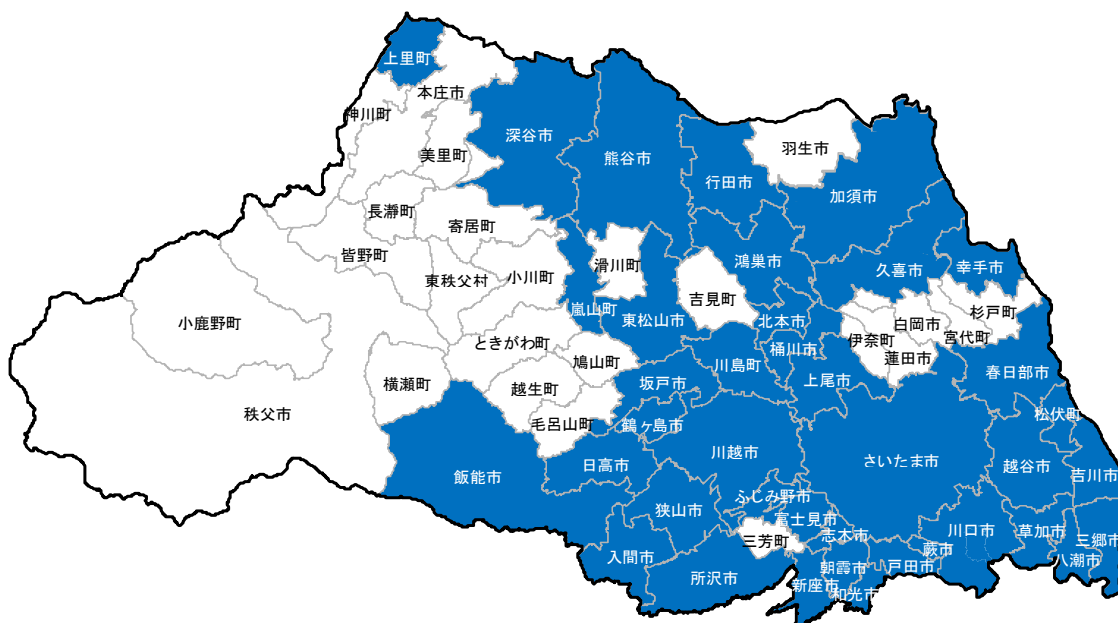 上里町
本庄市
神川町
深谷市
美里町
熊谷市
羽生市
行田市
加須市
長瀞町
寄居町
皆野町
東秩父村
小川町
滑川町
鴻巣市
久喜市
幸手市
吉見町
嵐山町
東松山市
北本市
小鹿野町
杉戸町
白岡市
宮代町
伊奈町
ときがわ町
桶川市
蓮田市
鳩山町
川島町
横瀬町
越生町
坂戸市
上尾市
春日部市
秩父市
毛呂山町
鶴ヶ島市
松伏町
川越市
さいたま市
日高市
越谷市
飯能市
吉川市
ふじみ野市
狭山市
富士見市
志木市
川口市
草加市
三郷市
三芳町
蕨市
入間市
八潮市
朝霞市
戸田市
所沢市
新座市
和光市